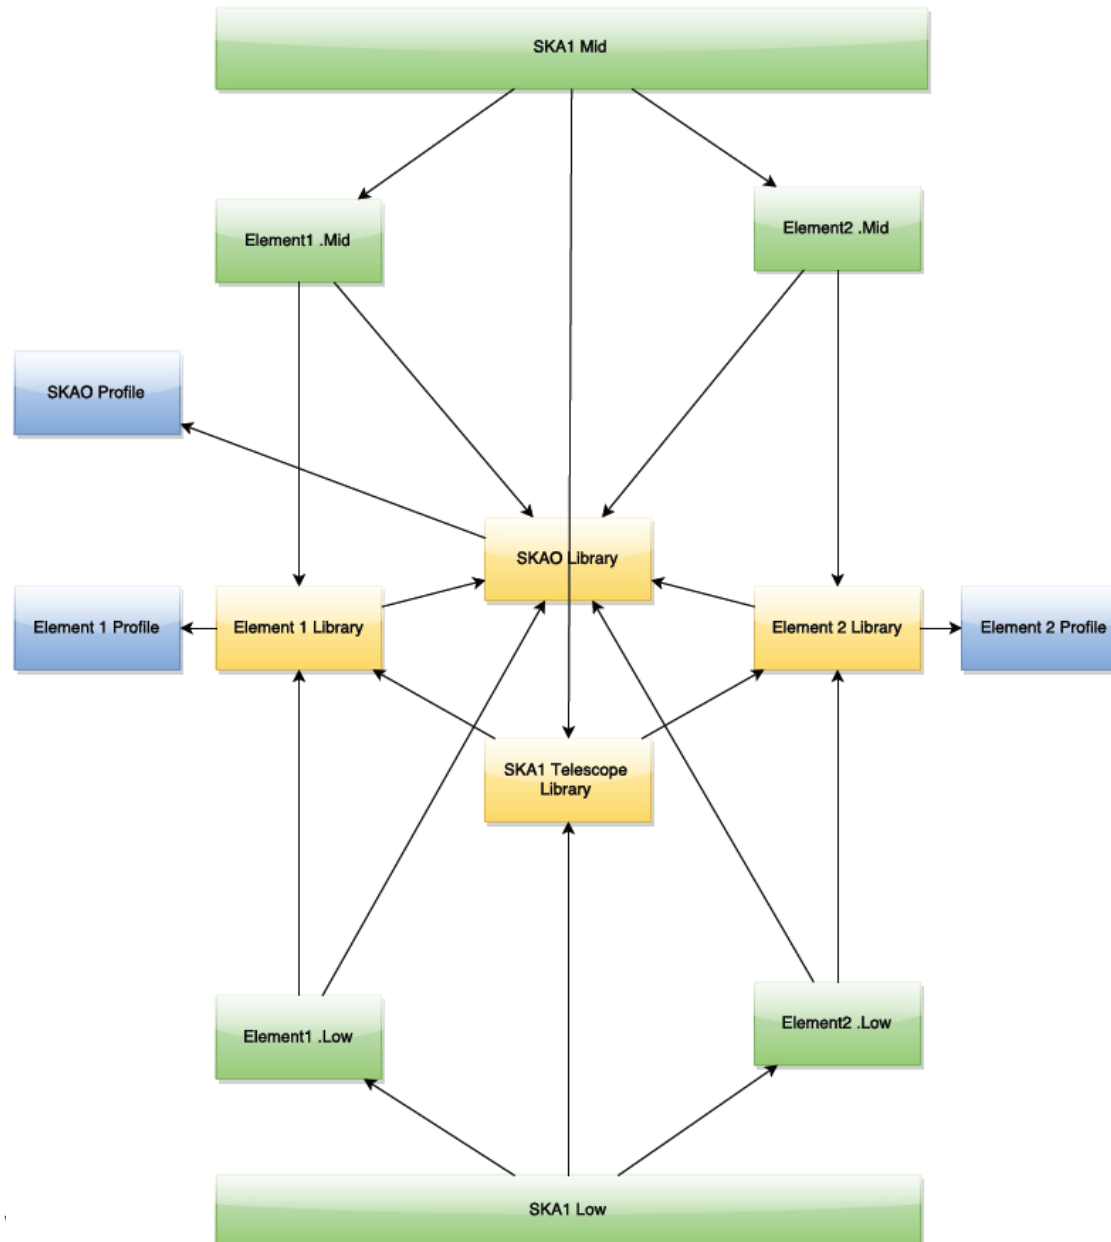 SKA1 Mid
Element1 .Mid
Element2 .Mid
SKAO Profile
SKAO Library
Element 1 Profile
Element 1 Library
Element 2 Library
Element 2 Profile
SKA1 Telescope
Library
Element1 .Low
Element2 .Low
SKA1 Low